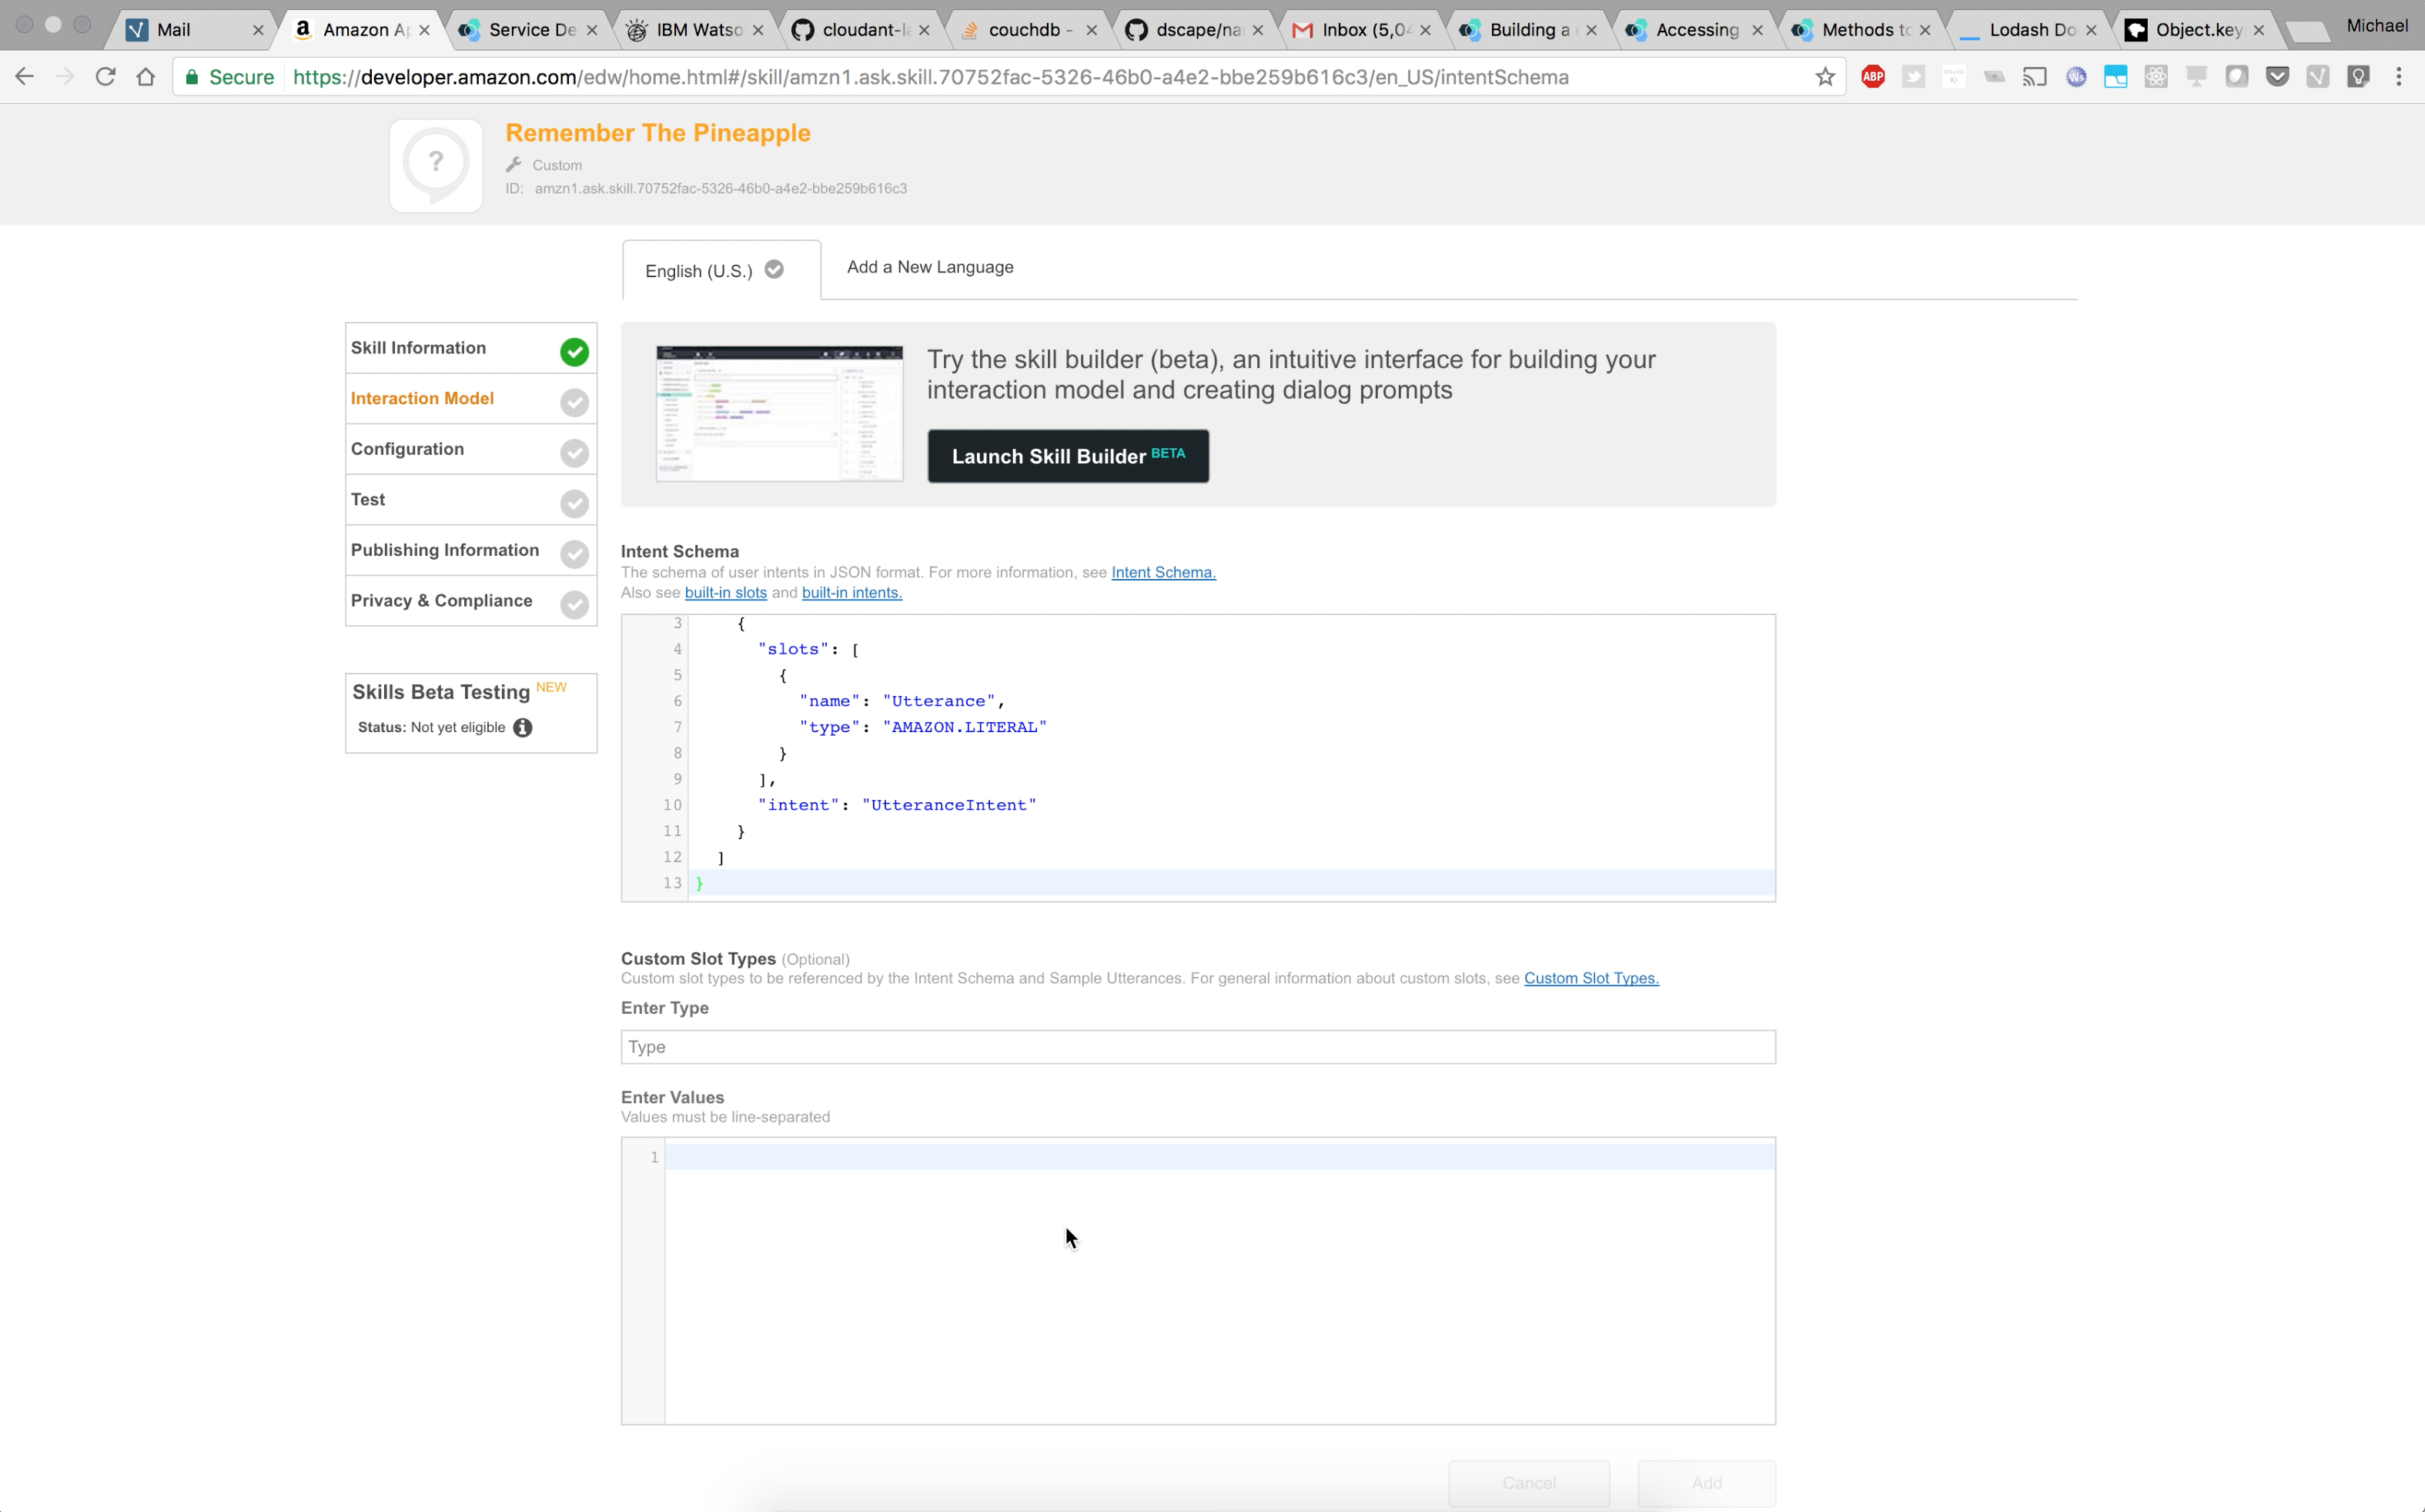 Mail
Amazon Ap
Service De
IBM Watso
cloudant-la
couchdb -
dscape/na
Inbox (5,04
Building a
Accessing
Methods to
Lodash Do
Object.key
Michael
Secure https://developer.amazon.com/edw/home.html#/skill/amzn1.ask.skill.70752fac-5326-46b0-a4e2-bbe259b616c3/en_US/intentSchema
ABP
Remember The Pineapple
?
Custom
ID: amzn1.ask.skill.70752fac-5326-46b0-a4e2-bbe259b616c3
English (U.S.)
Add a New Language
Skill Information
Interaction Model
Configuration
Test
Publishing Information
Privacy & Compliance
Skills Beta Testing NEW
Status: Not yet eligible
Try the skill builder (beta), an intuitive interface for building your
interaction model and creating dialog prompts
Launch Skill Builder BETA
Intent Schema
The schema of user intents in JSON format. For more information, see Intent Schema.
Also see built-in slots and built-in intents.
3 {
4 "slots": [
5 {
6 "name": "Utterance",
7 "type": "AMAZON.LITERAL"
8 }
9 ],
10 "intent": "UtteranceIntent"
11 }
12 ]
13 }
Custom Slot Types (Optional)
Custom slot types to be referenced by the Intent Schema and Sample Utterances. For general information about custom slots, see Custom Slot Types.
Enter Type
Type
Enter Values
Values must be line-separated
1
Cancel
Add